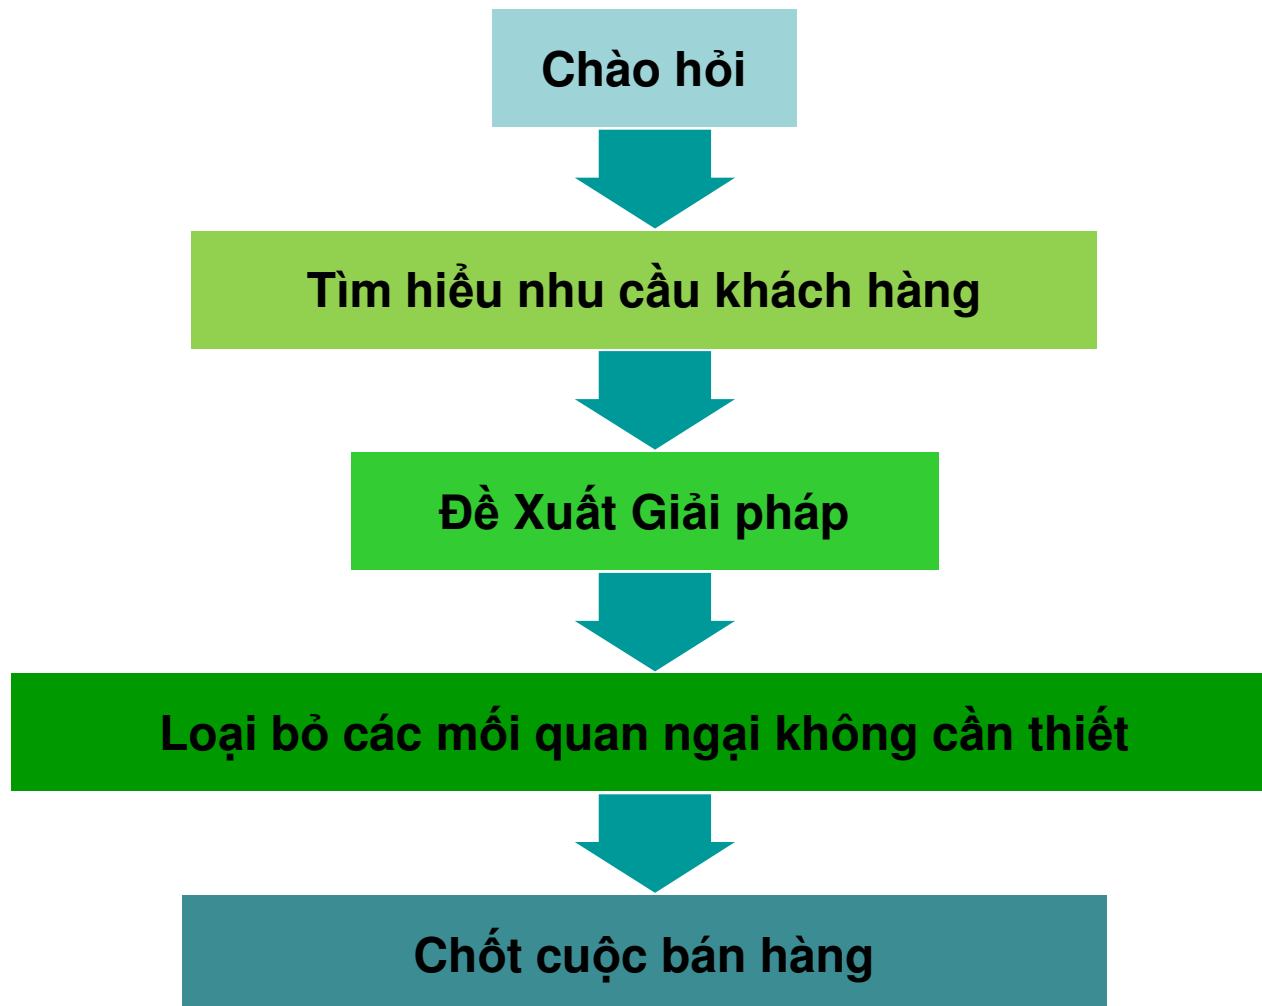 Chào hỏi
Tìm hiểu nhu cầu khách hàng
Đề Xuất Giải pháp
Loại bỏ các mối quan ngại không cần thiết
Chốt cuộc bán hàng